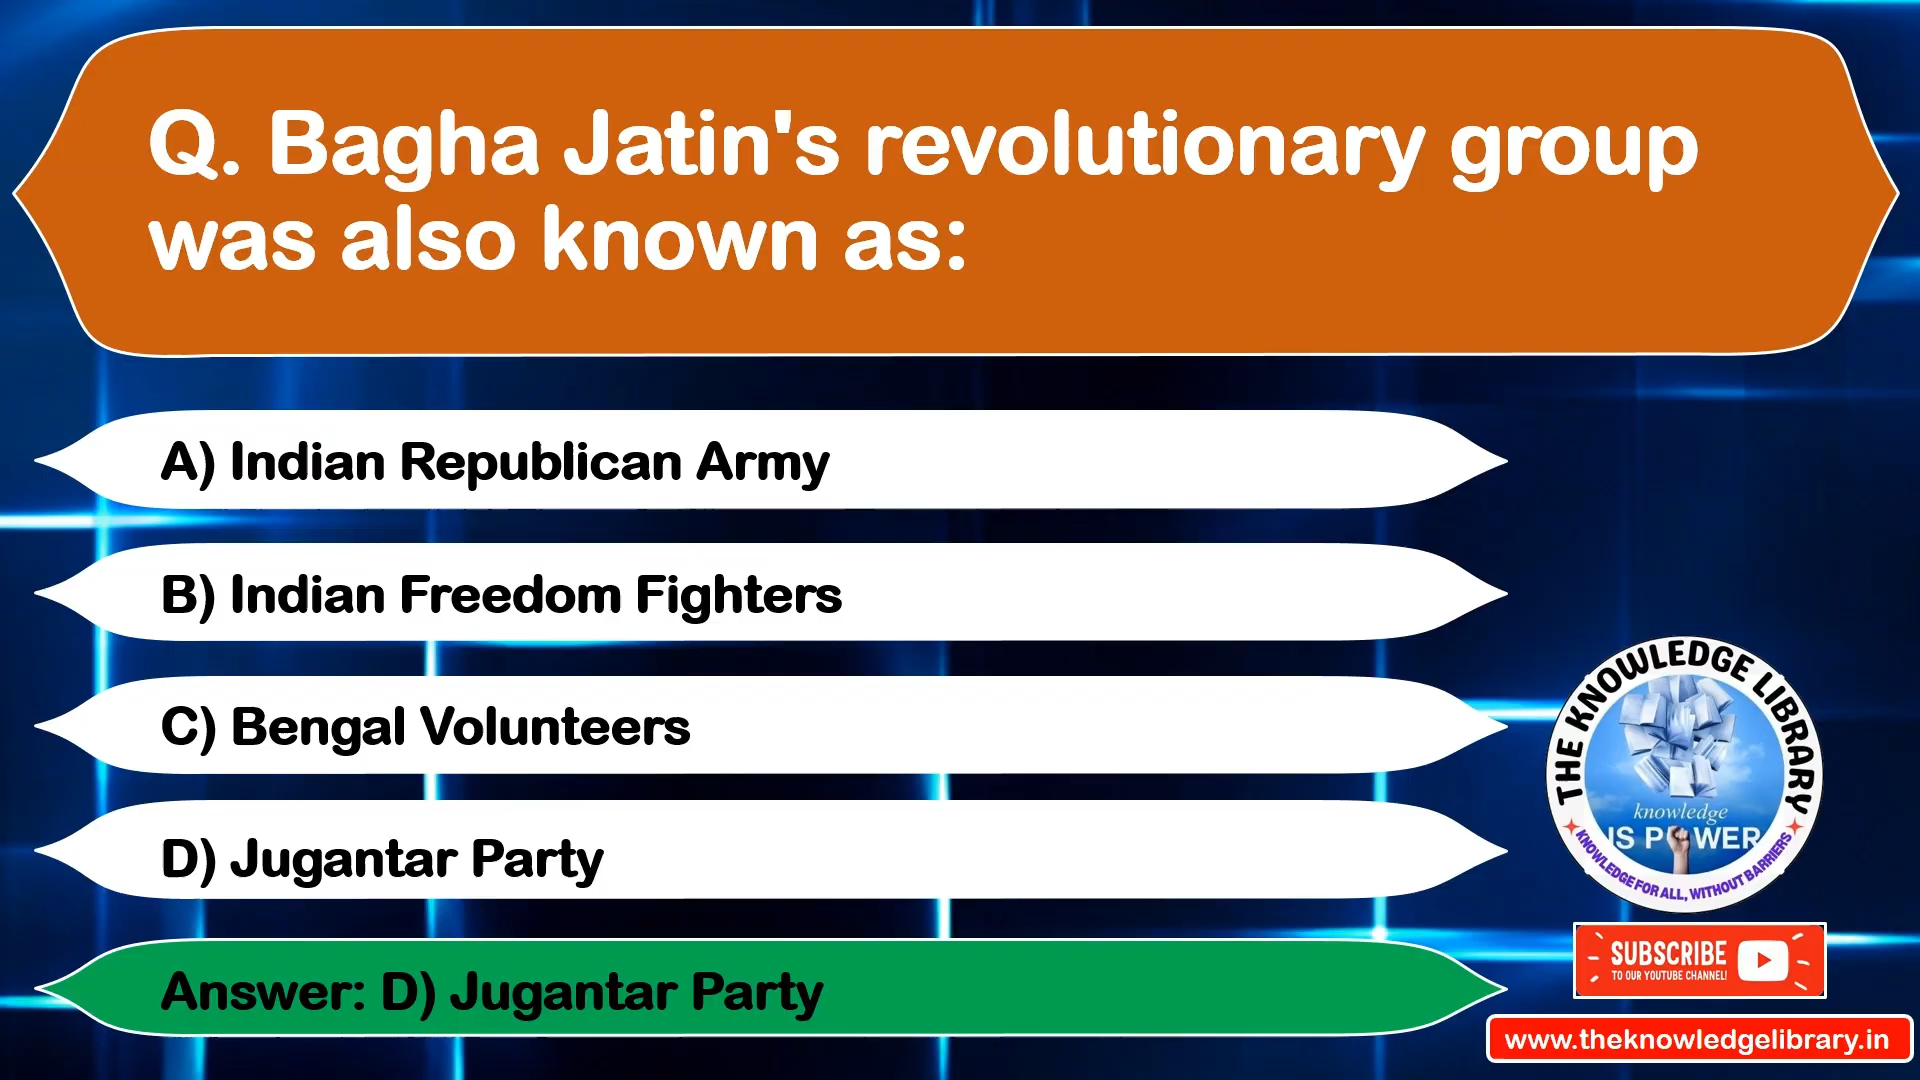 Q. Bagha Jatin's revolutionary group
was also known as:
A) Indian Republican Army
B) Indian Freedom Fighters
C) Bengal Volunteers
D) Jugantar Party
Answer: D) Jugantar Party
THE KNOWLEDGE LIBRARY
knowledge
IS POWER
KNOWLEDGE FOR ALL, WITHOUT BARRIERS
SUBSCRIBE
TO OUR YOUTUBE CHANNEL!
www.theknowledgelibrary.in